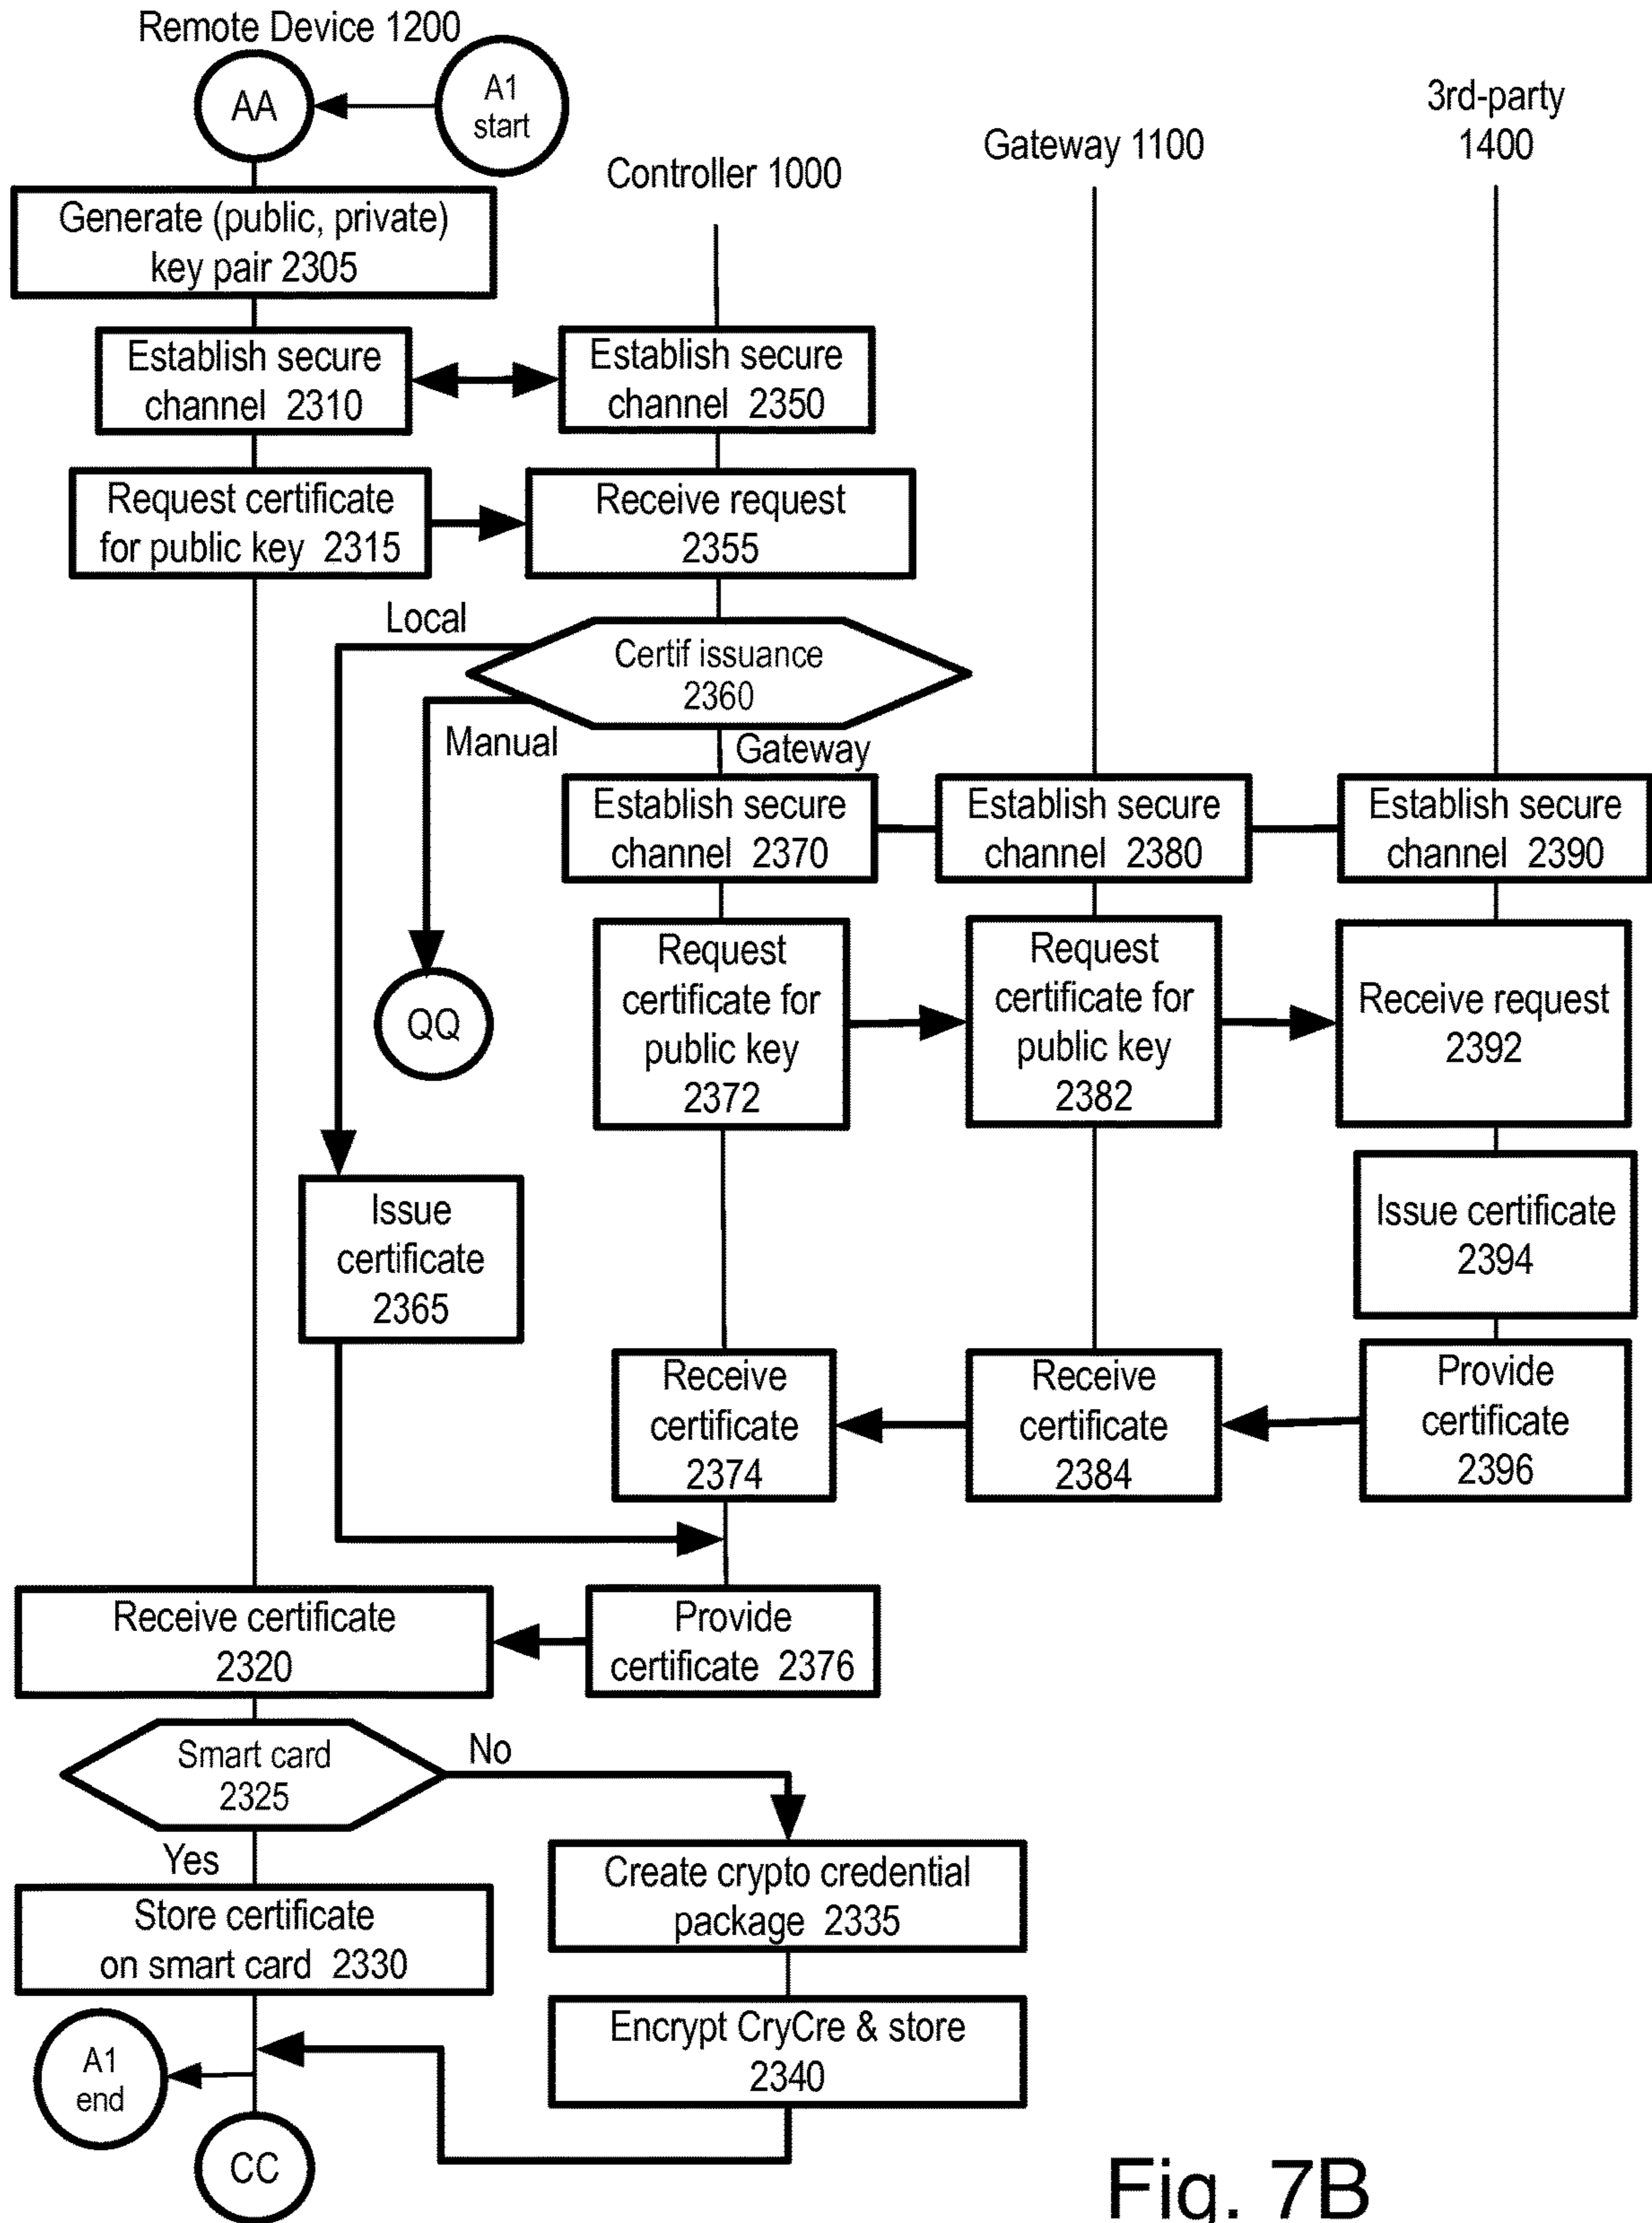 Remote Device 1200
AA
A1
start
Controller 1000
Gateway 1100
3rd-party
1400
Generate (public, private)
key pair 2305
Establish secure
channel 2310
Establish secure
channel 2350
Request certificate
for public key 2315
Receive request
2355
Local
Certif issuance
2360
Manual
Gateway
Establish secure
channel 2370
Establish secure
channel 2380
Establish secure
channel 2390
QQ
Request
certificate for
public key
2372
Request
certificate for
public key
2382
Receive request
2392
Issue
certificate
2365
Issue certificate
2394
Receive
certificate
2374
Receive
certificate
2384
Provide
certificate
2396
Receive certificate
2320
Provide
certificate 2376
Smart card
2325
No
Yes
Create crypto credential
package 2335
Store certificate
on smart card 2330
Encrypt CryCre & store
2340
A1
end
CC
Fig. 7B